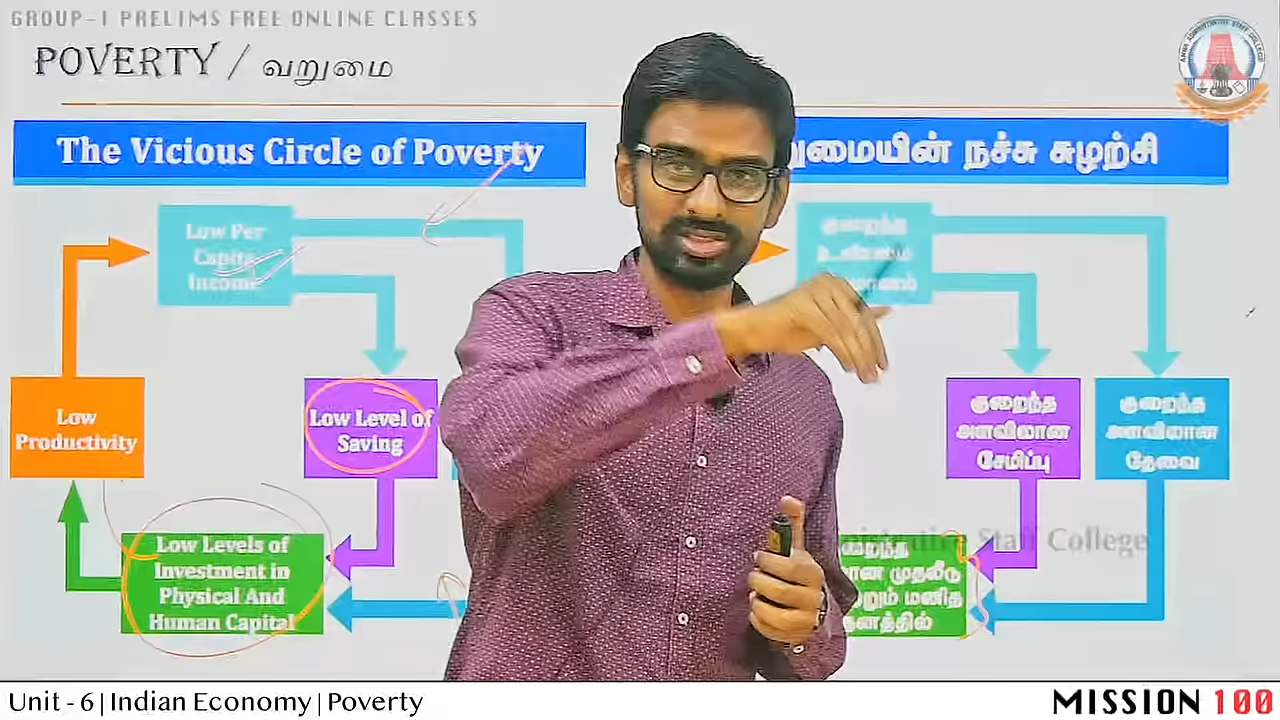 GROUP-I PRELIMS FREE ONLINE CLASSES
POVERTY / வறுமை
The Vicious Circle of Poverty
நச்சு சுழற்சி
Low Per
Capita
Income
குறைந்த
Low
Productivity
Low Level of
Saving
குறைந்த
அளவிலான
சேமிப்பு
குறைந்த
அளவிலான
தேவை
Low Levels of
Investment in
Physical And
Human Capital
முதலீடு
மனித
Staff College
Unit - 6 | Indian Economy | Poverty
MISSION 100